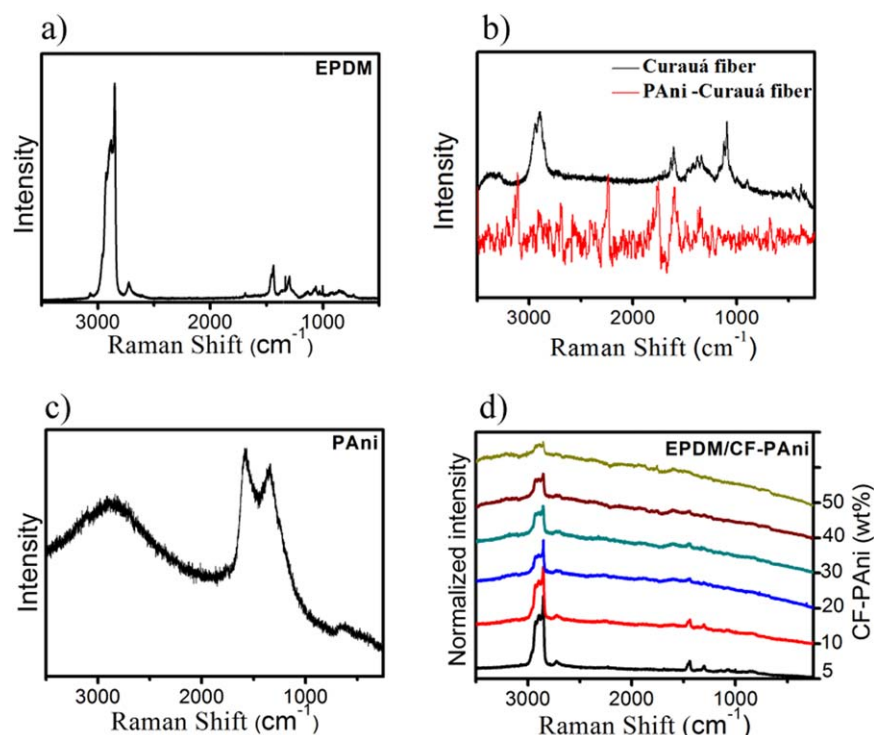 a)
EPDM
Intensity
3000 2000 1000
Raman Shift (cm⁻¹)
b)
Curauá fiber
PAni -Curauá fiber
Intensity
3000 2000 1000
Raman Shift (cm⁻¹)
c)
PAni
Intensity
3000 2000 1000
Raman Shift (cm⁻¹)
d)
EPDM/CF-PAni
Normalized intensity
50
40
30
20
10
5
CF-PAni (wt%)
3000 2000 1000
Raman Shift (cm⁻¹)